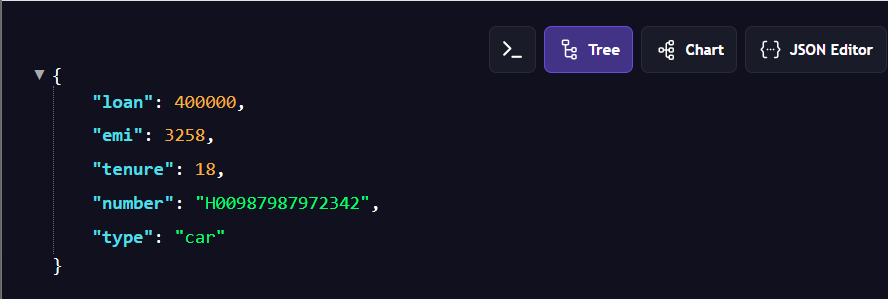 >_ Tree Chart {···} JSON Editor
{
"loan": 400000,
"emi": 3258,
"tenure": 18,
"number": "H00987987972342",
"type": "car"
}